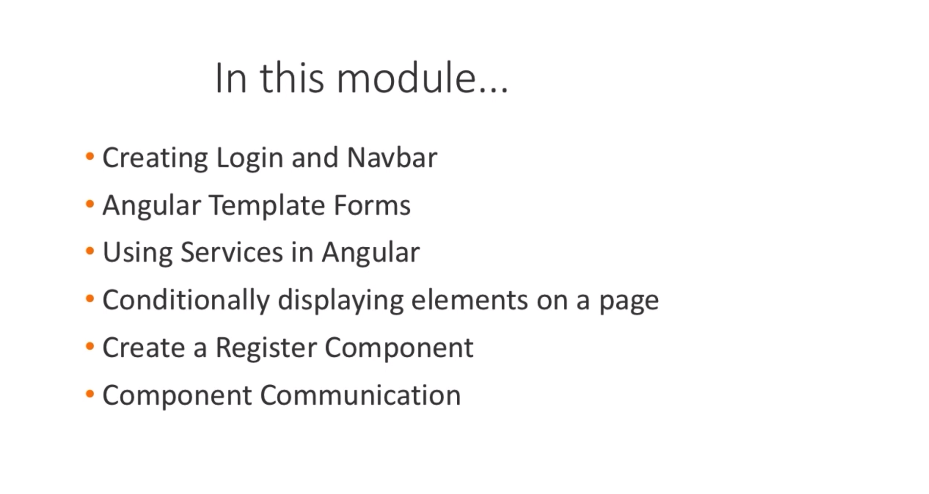 In this module...
• Creating Login and Navbar
• Angular Template Forms
• Using Services in Angular
• Conditionally displaying elements on a page
• Create a Register Component
• Component Communication